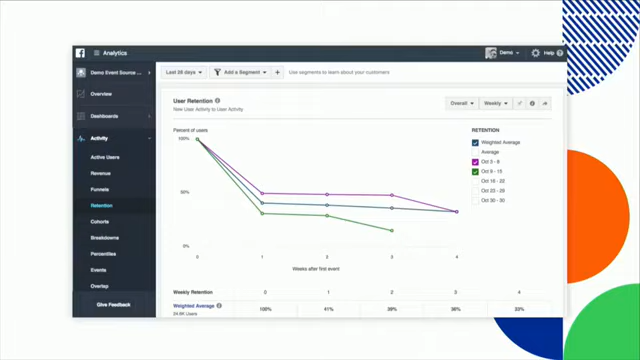 Analytics
Demo
Help
Demo Event Source ...
Last 28 days
Add a Segment
+
Use segments to learn about your customers
Overview
Dashboards
Activity
Active Users
Revenue
Funnels
Retention
Cohorts
Breakdowns
Percentiles
Events
Overlap
Give Feedback
User Retention
New User Activity to User Activity
Overall
Weekly
Percent of users
100%
50%
0%
0 1 2 3 4
Weeks after first event
RETENTION
Weighted Average
Average
Oct 9 - 15
Oct 16 - 22
Oct 23 - 29
Oct 30 - 30
Weekly Retention 0 1 2 3 4
Weighted Average 100% 41% 39% 36% 33%